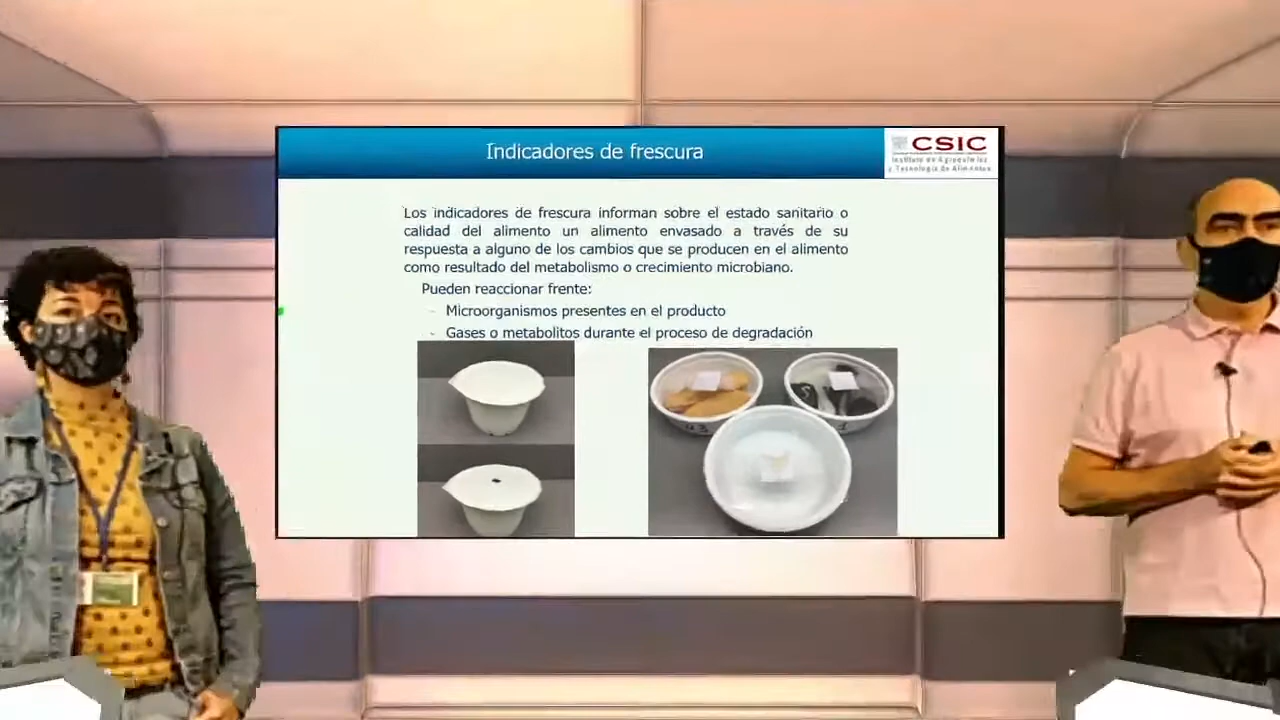 Indicadores de frescura
CSIC
Instituto de Agroquímica
y Tecnología de Alimentos
Los indicadores de frescura informan sobre el estado sanitario o
calidad del alimento un alimento envasado a través de su
respuesta a alguno de los cambios que se producen en el alimento
como resultado del metabolismo o crecimiento microbiano.
Pueden reaccionar frente:
- Microorganismos presentes en el producto
- Gases o metabolitos durante el proceso de degradación